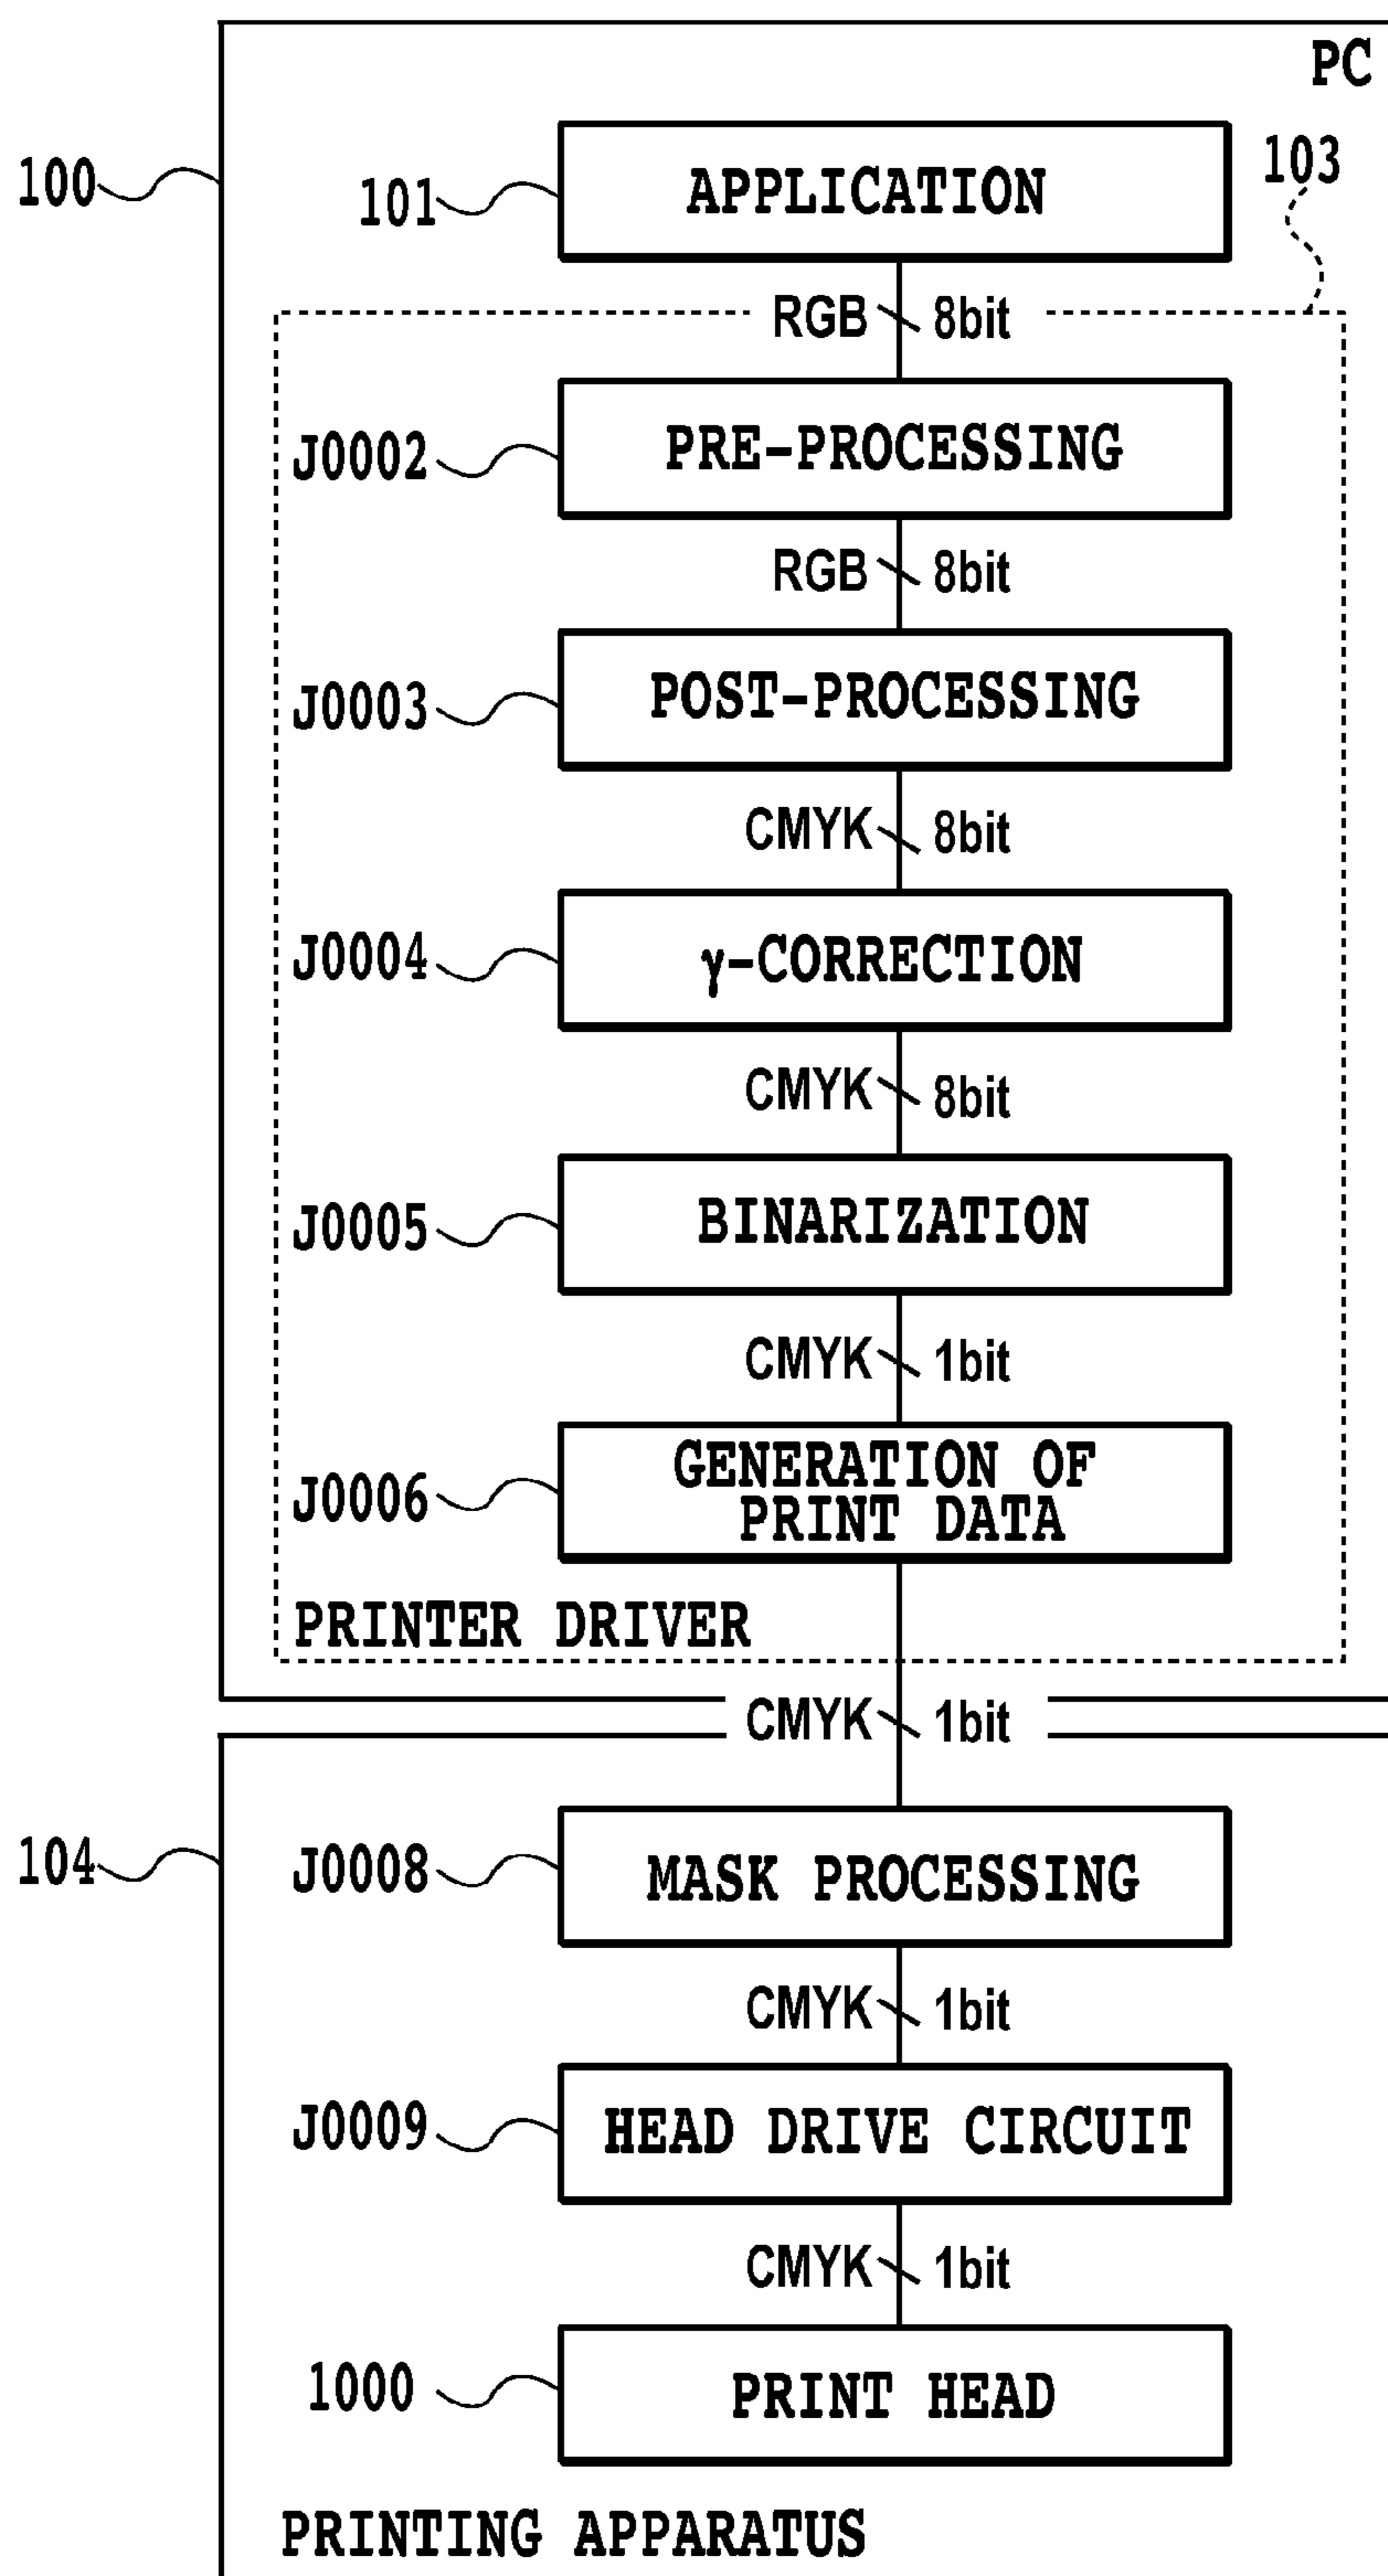 PC
100
101
APPLICATION
103
RGB 8bit
J0002
PRE-PROCESSING
RGB 8bit
J0003
POST-PROCESSING
CMYK 8bit
J0004
γ-CORRECTION
CMYK 8bit
J0005
BINARIZATION
CMYK 1bit
J0006
GENERATION OF
PRINT DATA
PRINTER DRIVER
CMYK 1bit
104
J0008
MASK PROCESSING
CMYK 1bit
J0009
HEAD DRIVE CIRCUIT
CMYK 1bit
1000
PRINT HEAD
PRINTING APPARATUS